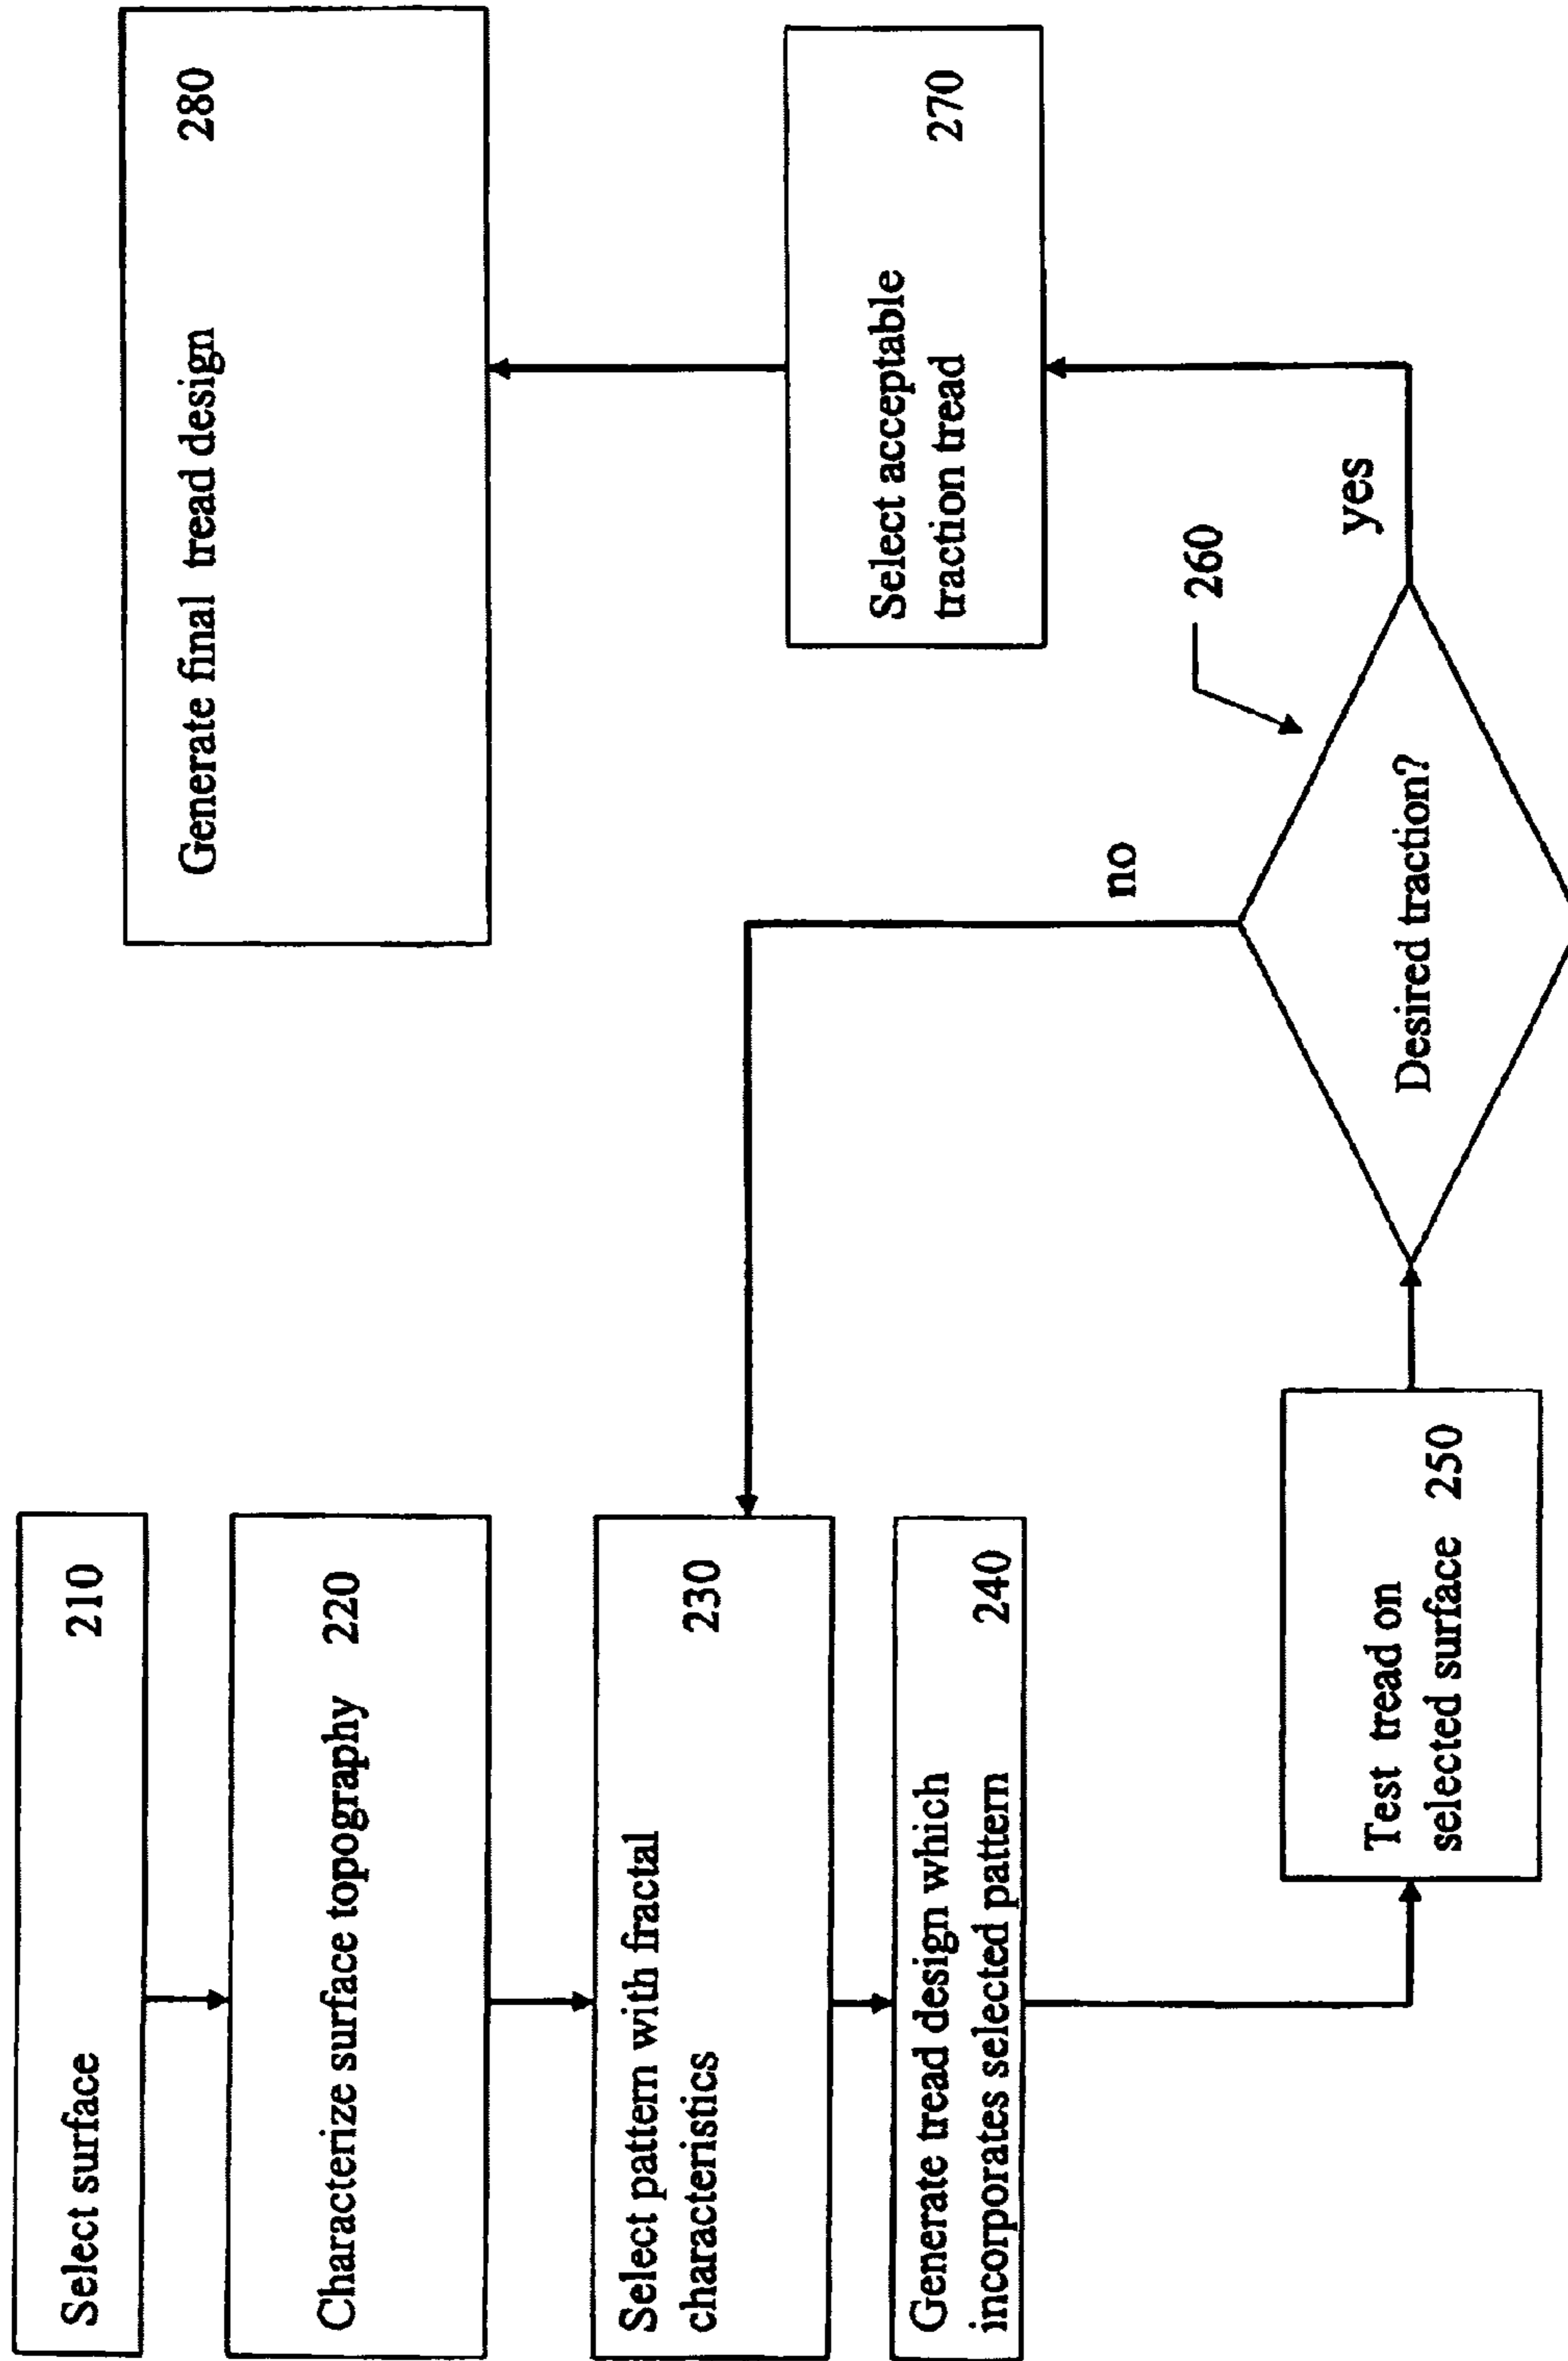 Select surface 210
Characterize surface topography 220
Select pattern with fractal
characteristics 230
Generate tread design which
incorporates selected pattern 240
Test tread on
selected surface 250
Desired traction?
260
no
yes
Select acceptable
traction tread 270
Generate final tread design 280